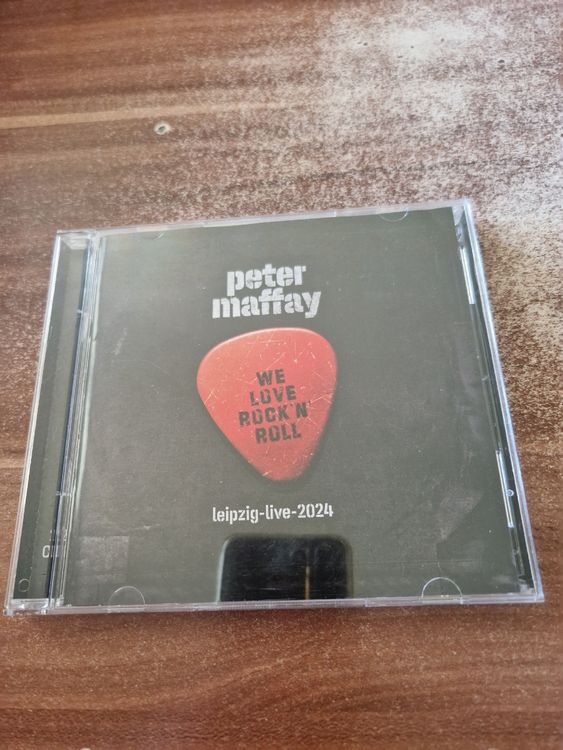 peter
maffay
WE
LOVE
ROCK'N'
ROLL
leipzig-live-2024